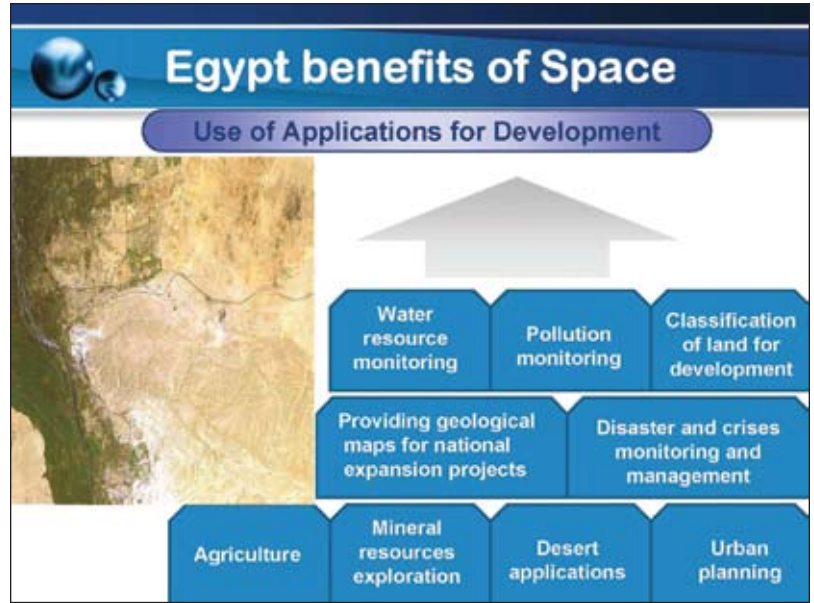 Egypt benefits of Space
Use of Applications for Development
Water
resource
monitoring
Pollution
monitoring
Classification
of land for
development
Providing geological
maps for national
expansion projects
Disaster and crises
monitoring and
management
Agriculture
Mineral
resources
exploration
Desert
applications
Urban
planning